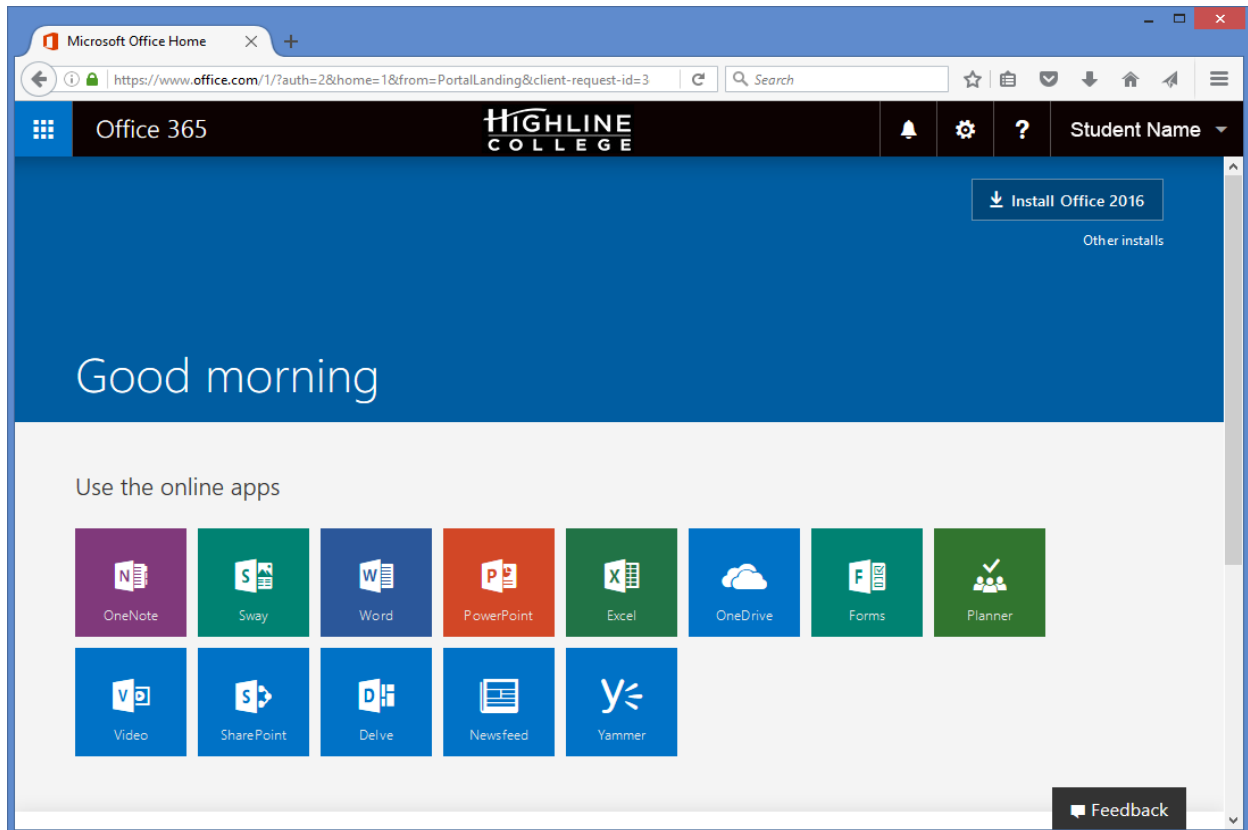 Microsoft Office Home
https://www.office.com/1/?auth=2&home=1&from=PortalLanding&client-request-id=3
Search
Office 365
HIGHLINE
COLLEGE
?
Student Name
Install Office 2016
Other installs
Good morning
Use the online apps
N
OneNote
S
Sway
W
Word
P
PowerPoint
X
Excel
OneDrive
F
Forms
Planner
V
Video
S
SharePoint
D
Delve
Newsfeed
y
Yammer
Feedback